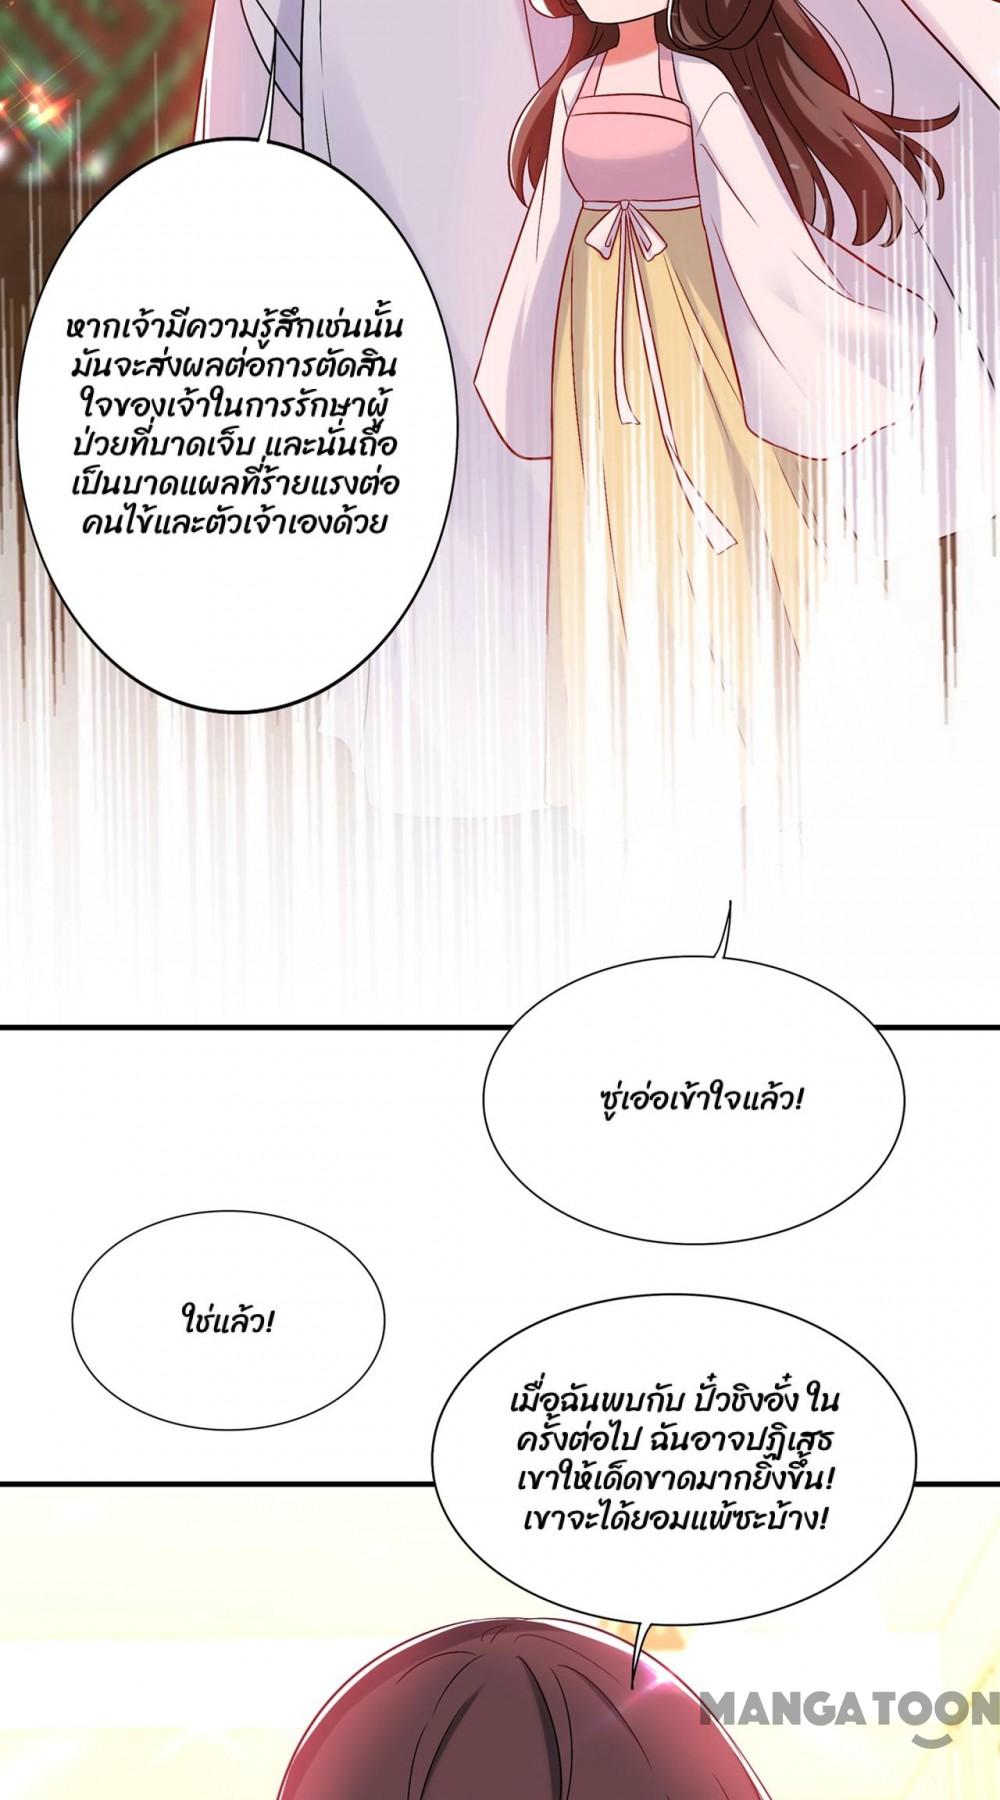 หากเจ้ามีความรู้สึกเช่นนั้น
มันจะส่งผลต่อการตัดสิน
ใจของเจ้าในการรักษาผู้
ป่วยที่บาดเจ็บ และนั่นถือ
เป็นบาดแผลที่ร้ายแรงต่อ
คนไข้และตัวเจ้าเองด้วย
ซู่เอ่อเข้าใจแล้ว!
ใช่แล้ว!
เมื่อฉันพบกับ ปั๋วชิงอั๋ง ใน
ครั้งต่อไป ฉันอาจปฏิเสธ
เขาให้เด็ดขาดมากยิ่งขึ้น!
เขาจะได้ยอมแพ้ซะบ้าง!
MANGATOON